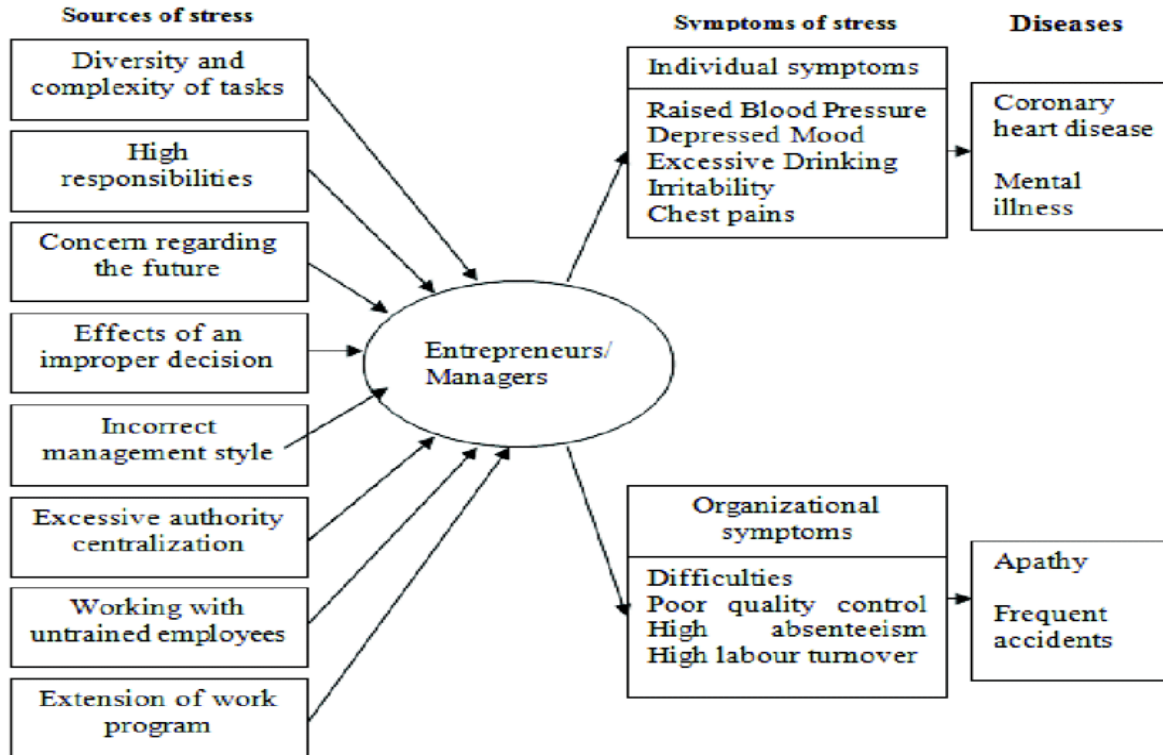 Sources of stress
Diversity and
complexity of tasks
High
responsibilities
Concern regarding
the future
Effects of an
improper decision
Incorrect
management style
Excessive authority
centralization
Working with
untrained employees
Extension of work
program
Entrepreneurs/
Managers
Symptoms of stress
Individual symptoms
Raised Blood Pressure
Depressed Mood
Excessive Drinking
Irritability
Chest pains
Organizational
symptoms
Difficulties
Poor quality control
High absenteeism
High labour turnover
Diseases
Coronary
heart disease
Mental
illness
Apathy
Frequent
accidents